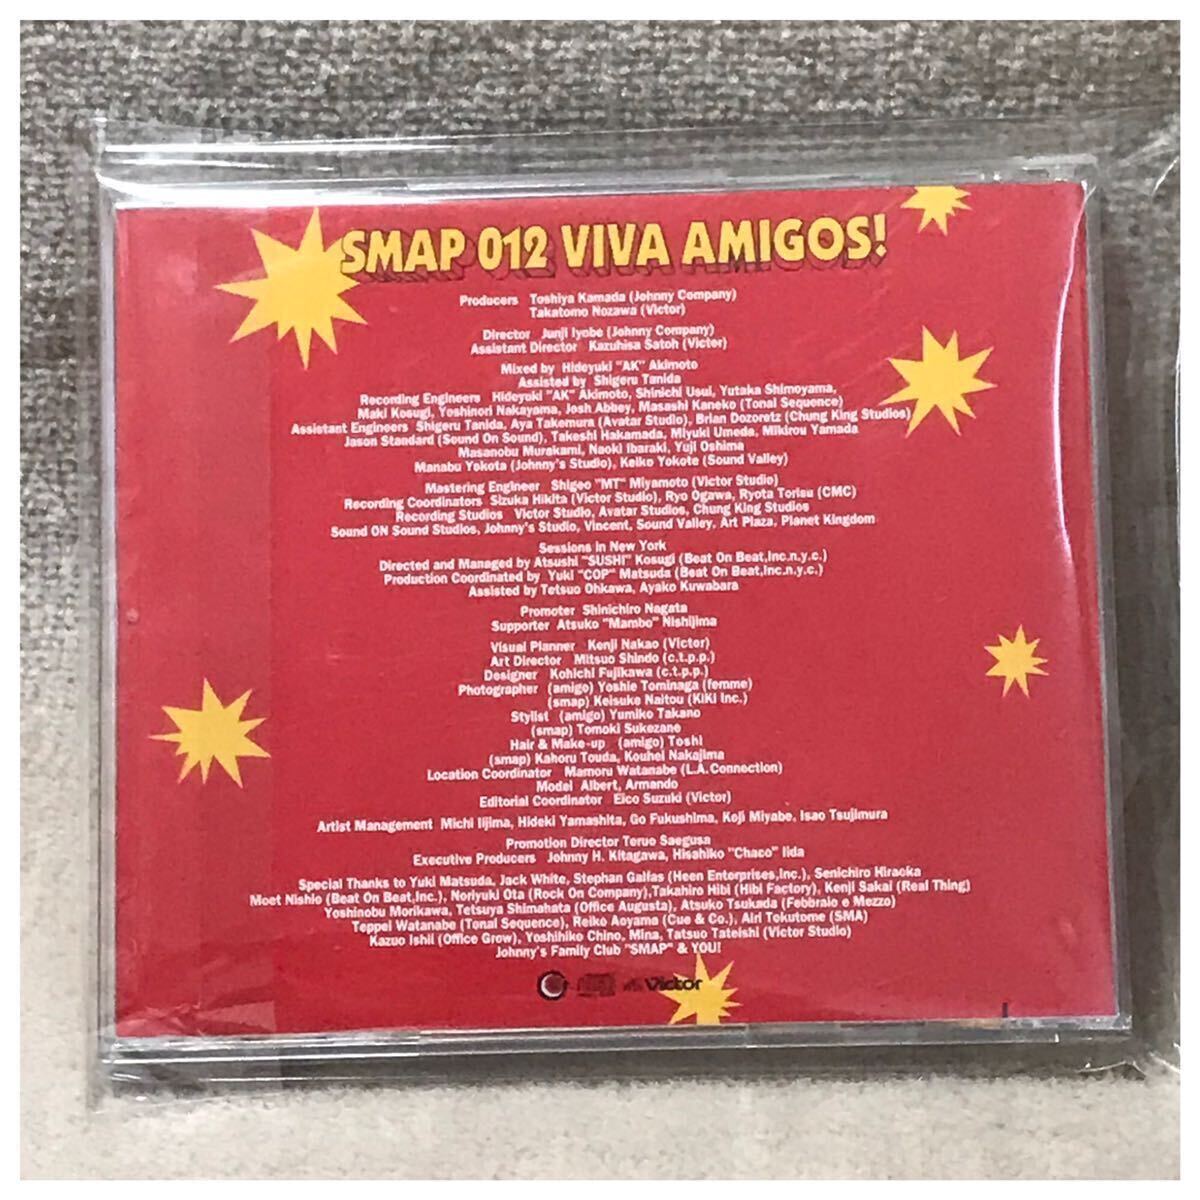 SMAP 012 VIVA AMIGOS!
Producers Toshiya Kamada (Johnny Company)
Takatomo Nozawa (Victor)
Director Junji Iyobe (Johnny Company)
Assistant Director Kazuhisa Satoh (Victor)
Mixed by Hideyuki "AK" Akimoto
Assisted by Shigeru Tanida
Recording Engineers Hideyuki "AK" Akimoto, Shinichi Usui, Yutaka Shimoyama,
Maki Kosugi, Yoshinori Nakayama, Josh Abbey, Masashi Kaneko (Tonal Sequence)
Assistant Engineers Shigeru Tanida, Aya Takemura (Avatar Studio), Brian Dozoretz (Chung King Studios)
Jason Standard (Sound On Sound), Takeshi Hakamada, Miyuki Umeda, Mikirou Yamada
Masanobu Murakami, Naoki Ibaraki, Yuji Oshima
Manabu Yokota (Johnny's Studio), Keiko Yokote (Sound Valley)
Mastering Engineer Shigeo "MT" Miyamoto (Victor Studio)
Recording Coordinators Sizuka Hikita (Victor Studio), Ryo Ogawa, Ryota Torisu (CMC)
Recording Studios Victor Studio, Avatar Studios, Chung King Studios
Sound ON Sound Studios, Johnny's Studio, Vincent, Sound Valley, Art Plaza, Planet Kingdom
Sessions in New York
Directed and Managed by Atsushi "SUSHI" Kosugi (Beat On Beat,Inc.n.y.c.)
Production Coordinated by Yuki "COP" Matsuda (Beat On Beat,Inc.n.y.c.)
Assisted by Tetsuo Ohkawa, Ayako Kuwabara
Promoter Shinichiro Nagata
Supporter Atsuko "Mambo" Nishijima
Visual Planner Kenji Nakao (Victor)
Art Director Mitsuo Shindo (c.t.p.p.)
Designer Kohichi Fujikawa (c.t.p.p.)
Photographer (amigo) Yoshie Tominaga (femme)
(smap) Keisuke Naitou (KiKi Inc.)
Stylist (amigo) Yumiko Takano
(smap) Tomoki Sukezane
Hair & Make-up (amigo) Toshi
(smap) Kahoru Touda, Kouhei Nakajima
Location Coordinator Mamoru Watanabe (L.A.Connection)
Model Albert, Armando
Editorial Coordinator Eico Suzuki (Victor)
Artist Management Michi Iijima, Hideki Yamashita, Go Fukushima, Koji Miyabe, Isao Tsujimura
Promotion Director Teruo Saegusa
Executive Producers Johnny H. Kitagawa, Hisahiko "Chaco" Iida
Special Thanks to Yuki Matsuda, Jack White, Stephan Galfas (Heen Enterprises,Inc.), Senichiro Hiraoka
Moet Nishio (Beat On Beat,Inc.), Noriyuki Ota (Rock On Company),Takahiro Hibi (Hibi Factory), Kenji Sakai (Real Thing)
Yoshinobu Morikawa, Tetsuya Shimahata (Office Augusta), Atsuko Tsukada (Febbraio e Mezzo)
Teppei Watanabe (Tonal Sequence), Reiko Aoyama (Cue & Co.), Airi Tokutome (SMA)
Kazuo Ishii (Office Grow), Yoshihiko Chino, Mina, Tatsuo Tateishi (Victor Studio)
Johnny's Family Club "SMAP" & YOU!
Victor